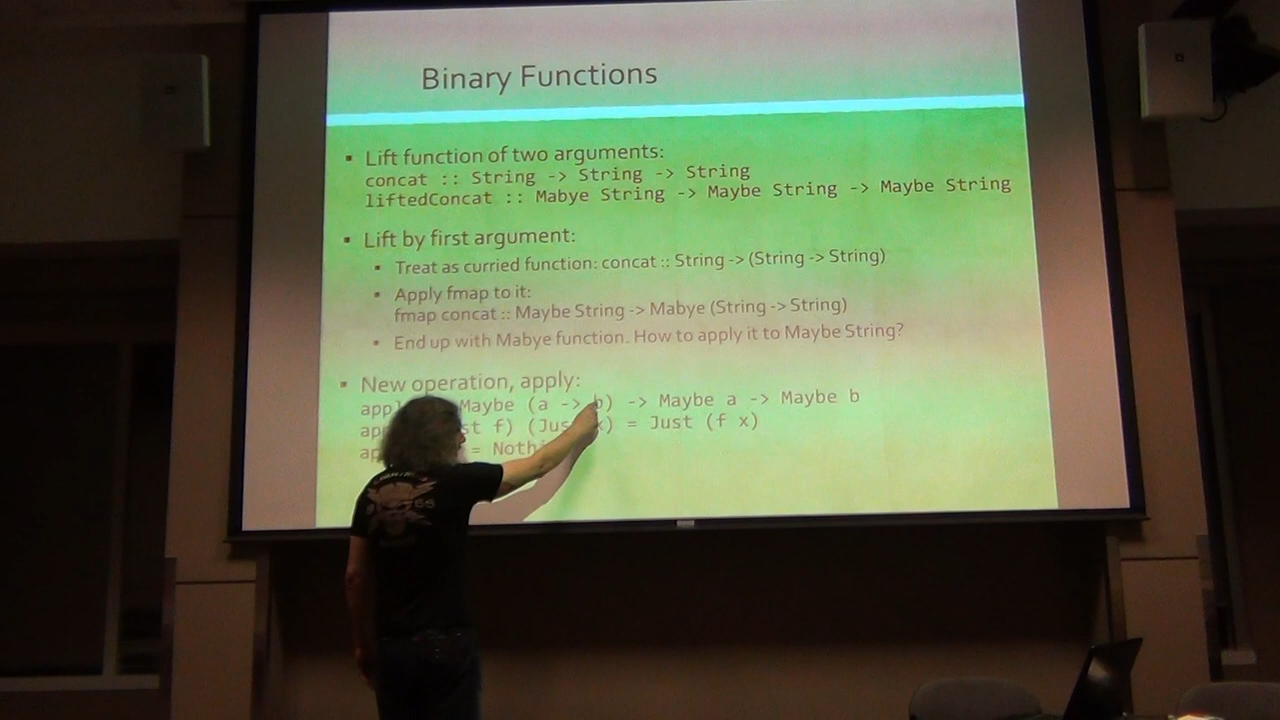 Binary Functions
▪ Lift function of two arguments:
concat :: String -> String -> String
liftedConcat :: Mabye String -> Maybe String -> Maybe String
▪ Lift by first argument:
▪ Treat as curried function: concat :: String -> (String -> String)
▪ Apply fmap to it:
fmap concat :: Maybe String -> Mabye (String -> String)
▪ End up with Mabye function. How to apply it to Maybe String?
▪ New operation, apply:
Maybe (a -> b) -> Maybe a -> Maybe b
f) = Just (f x)
=